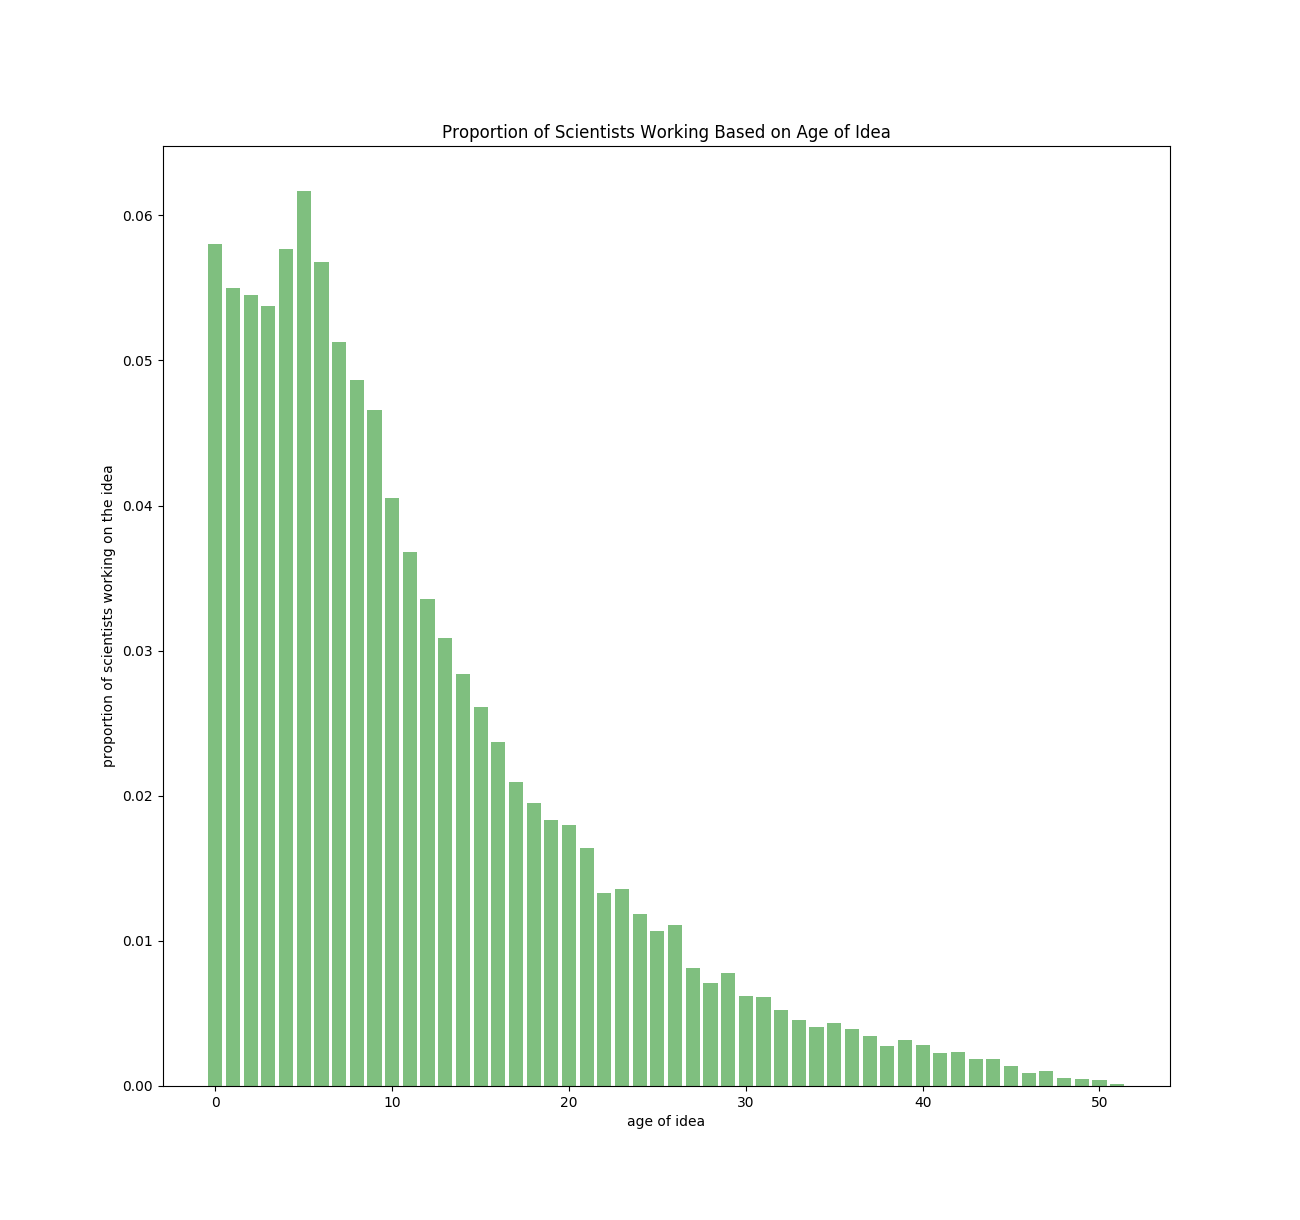 Proportion of Scientists Working Based on Age of Idea
0.06
0.05
0.04
0.03
0.02
0.01
0.00
proportion of scientists working on the idea
0 10 20 30 40 50
age of idea